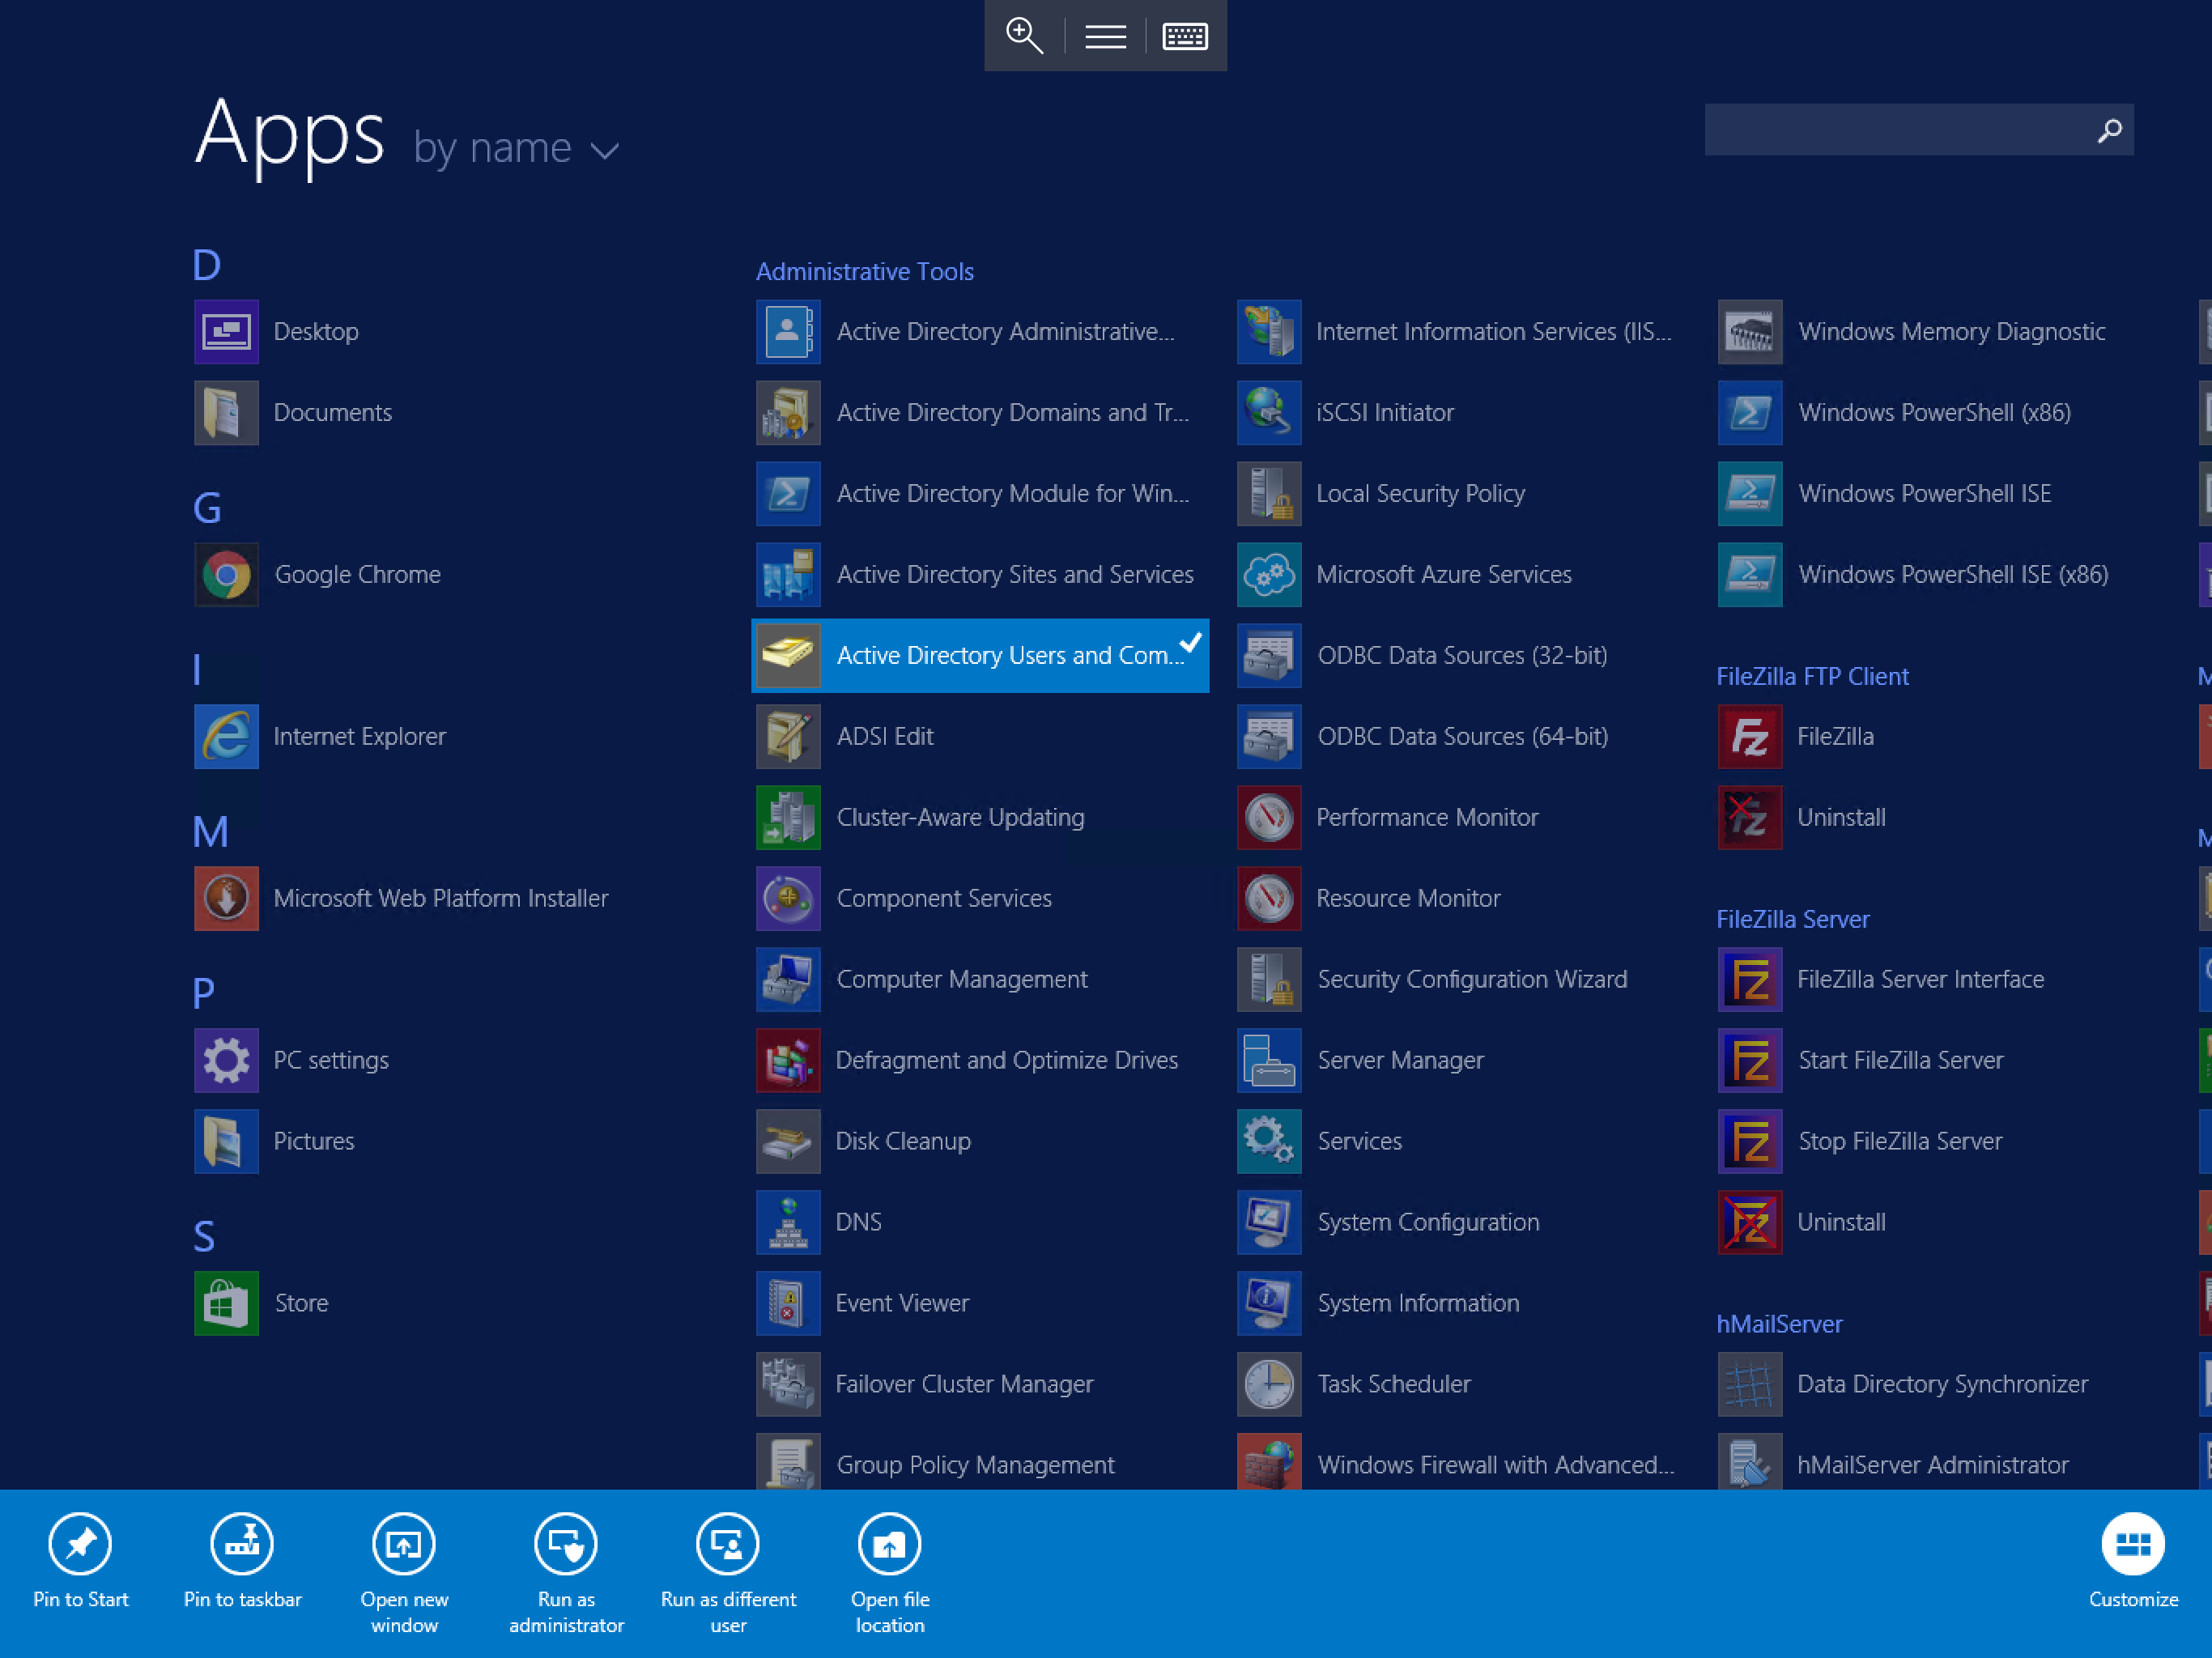 Apps by name
D
Desktop
Documents
G
Google Chrome
I
Internet Explorer
M
Microsoft Web Platform Installer
P
PC settings
Pictures
S
Store
Administrative Tools
Active Directory Administrative...
Active Directory Domains and Tr...
Active Directory Module for Win...
Active Directory Sites and Services
Active Directory Users and Com...
ADSI Edit
Cluster-Aware Updating
Component Services
Computer Management
Defragment and Optimize Drives
Disk Cleanup
DNS
Event Viewer
Failover Cluster Manager
Group Policy Management
Internet Information Services (IIS...
iSCSI Initiator
Local Security Policy
Microsoft Azure Services
ODBC Data Sources (32-bit)
ODBC Data Sources (64-bit)
Performance Monitor
Resource Monitor
Security Configuration Wizard
Server Manager
Services
System Configuration
System Information
Task Scheduler
Windows Firewall with Advanced...
Windows Memory Diagnostic
Windows PowerShell (x86)
Windows PowerShell ISE
Windows PowerShell ISE (x86)
FileZilla FTP Client
FileZilla
Uninstall
FileZilla Server
FileZilla Server Interface
Start FileZilla Server
Stop FileZilla Server
Uninstall
hMailServer
Data Directory Synchronizer
hMailServer Administrator
Pin to Start
Pin to taskbar
Open new
window
Run as
administrator
Run as different
user
Open file
location
Customize